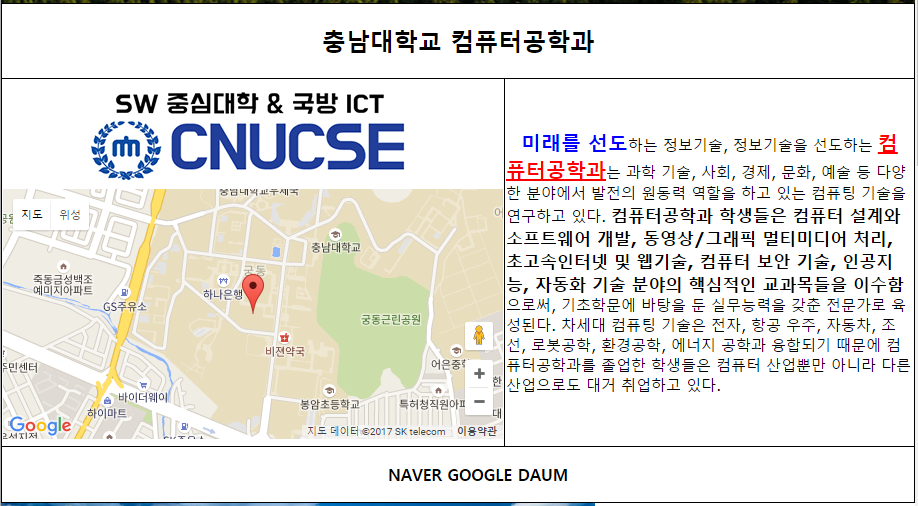 충남대학교 컴퓨터공학과
SW 중심대학 & 국방 ICT
CNUCSE
지도 위성
충남대학교
궁동
죽동금성백조
예미지아파트
하나은행
GS주유소
궁동근린공원
비젼약국
어은중
주민센터
바이더웨이
하이마트
봉암초등학교
특허청직원아파
유성지점
SK주유소
Google
지도 데이터 ©2017 SK telecom 이용약관
미래를 선도하는 정보기술, 정보기술을 선도하는 컴
퓨터공학과는 과학 기술, 사회, 경제, 문화, 예술 등 다양
한 분야에서 발전의 원동력 역할을 하고 있는 컴퓨팅 기술을
연구하고 있다. 컴퓨터공학과 학생들은 컴퓨터 설계와
소프트웨어 개발, 동영상/그래픽 멀티미디어 처리,
초고속인터넷 및 웹기술, 컴퓨터 보안 기술, 인공지
능, 자동화 기술 분야의 핵심적인 교과목들을 이수함
으로써, 기초학문에 바탕을 둔 실무능력을 갖춘 전문가로 육
성된다. 차세대 컴퓨팅 기술은 전자, 항공 우주, 자동차, 조
선, 로봇공학, 환경공학, 에너지 공학과 융합되기 때문에 컴
퓨터공학과를 졸업한 학생들은 컴퓨터 산업뿐만 아니라 다른
산업으로도 대거 취업하고 있다.
NAVER GOOGLE DAUM